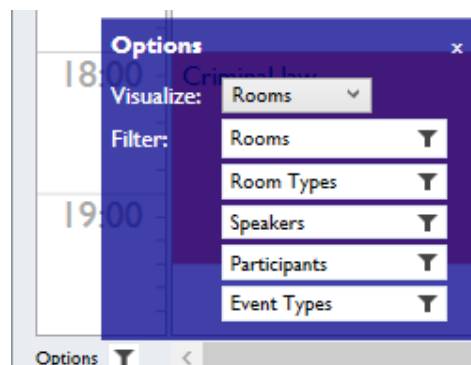 Options
x
18:00 Criminal law
Visualize: Rooms
Filter: Rooms
Room Types
19:00 Speakers
Participants
Event Types
Options